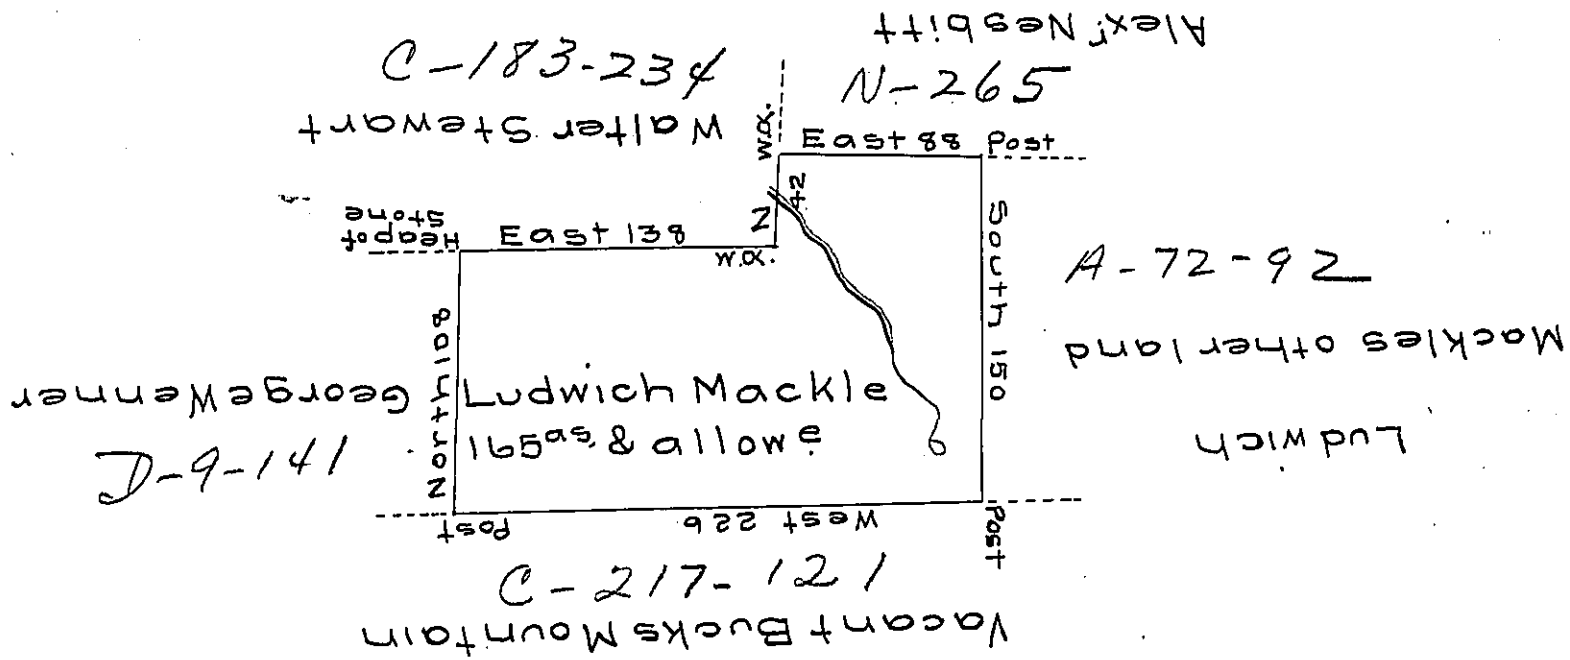 Alexr Nesbitt
C-183-234
N-265
Walter Stewart
W.O.
East 88
Post
42
N
Heap of
Stone
East 138
W.O.
South 150
A-72-92
North 108
Mackles other land
George Wenner
Ludwich Mackle
165as. & allowe
Ludwich
D-9-141
Post
West 226
Post
C-217-121
Vacant Bucks Mountain